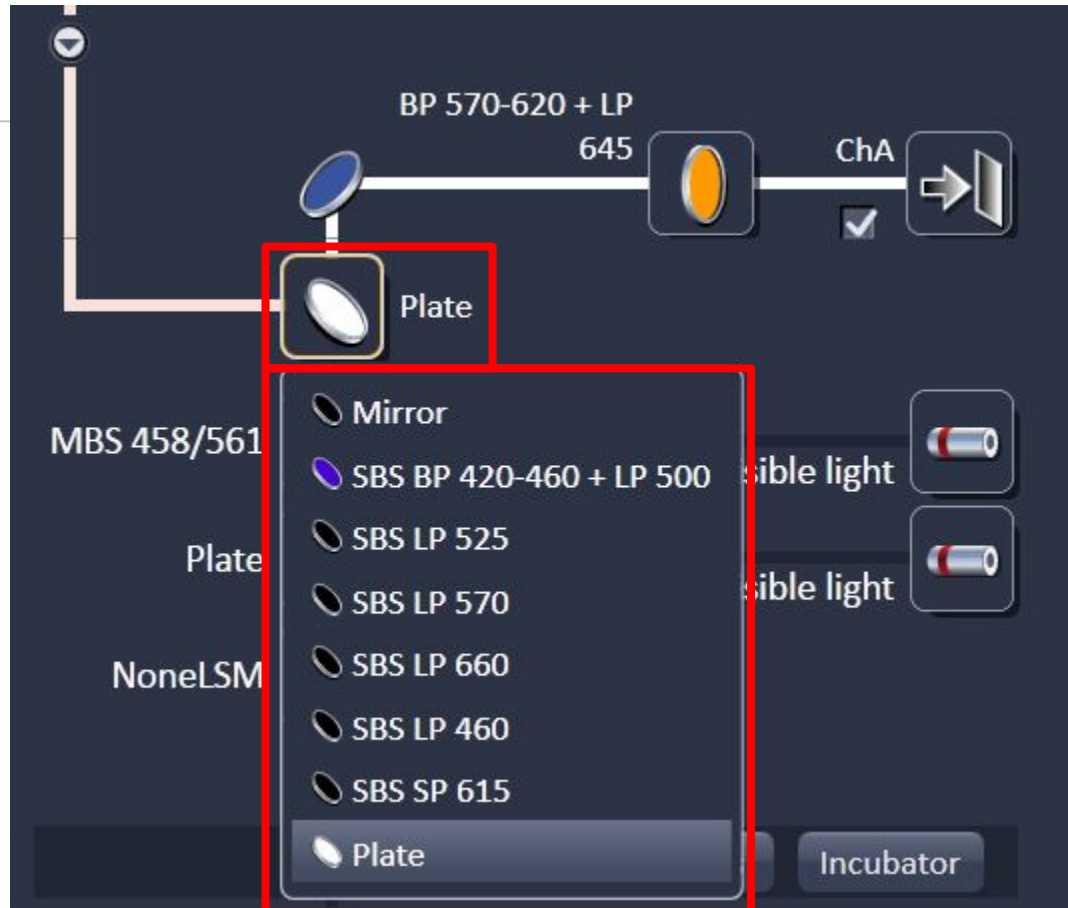 BP 570-620 + LP
645
ChA
Plate
Mirror
MBS 458/561
SBS BP 420-460 + LP 500
sible light
SBS LP 525
Plate
SBS LP 570
sible light
SBS LP 660
NoneLSM
SBS LP 460
SBS SP 615
Plate
Incubator